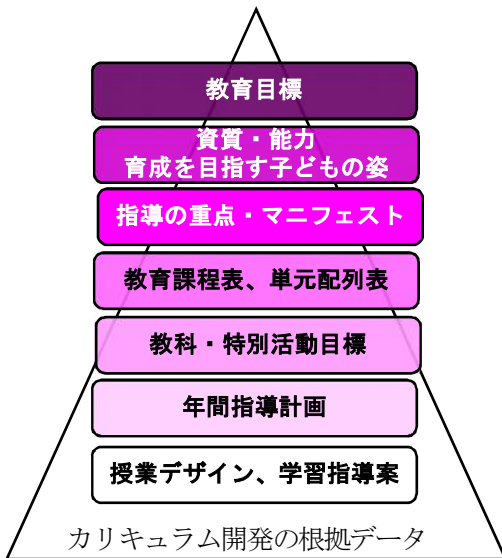 教育目標
資質・能力
育成を目指す子どもの姿
指導の重点・マニフェスト
教育課程表、単元配列表
教科・特別活動目標
年間指導計画
授業デザイン、学習指導案
カリキュラム開発の根拠データ